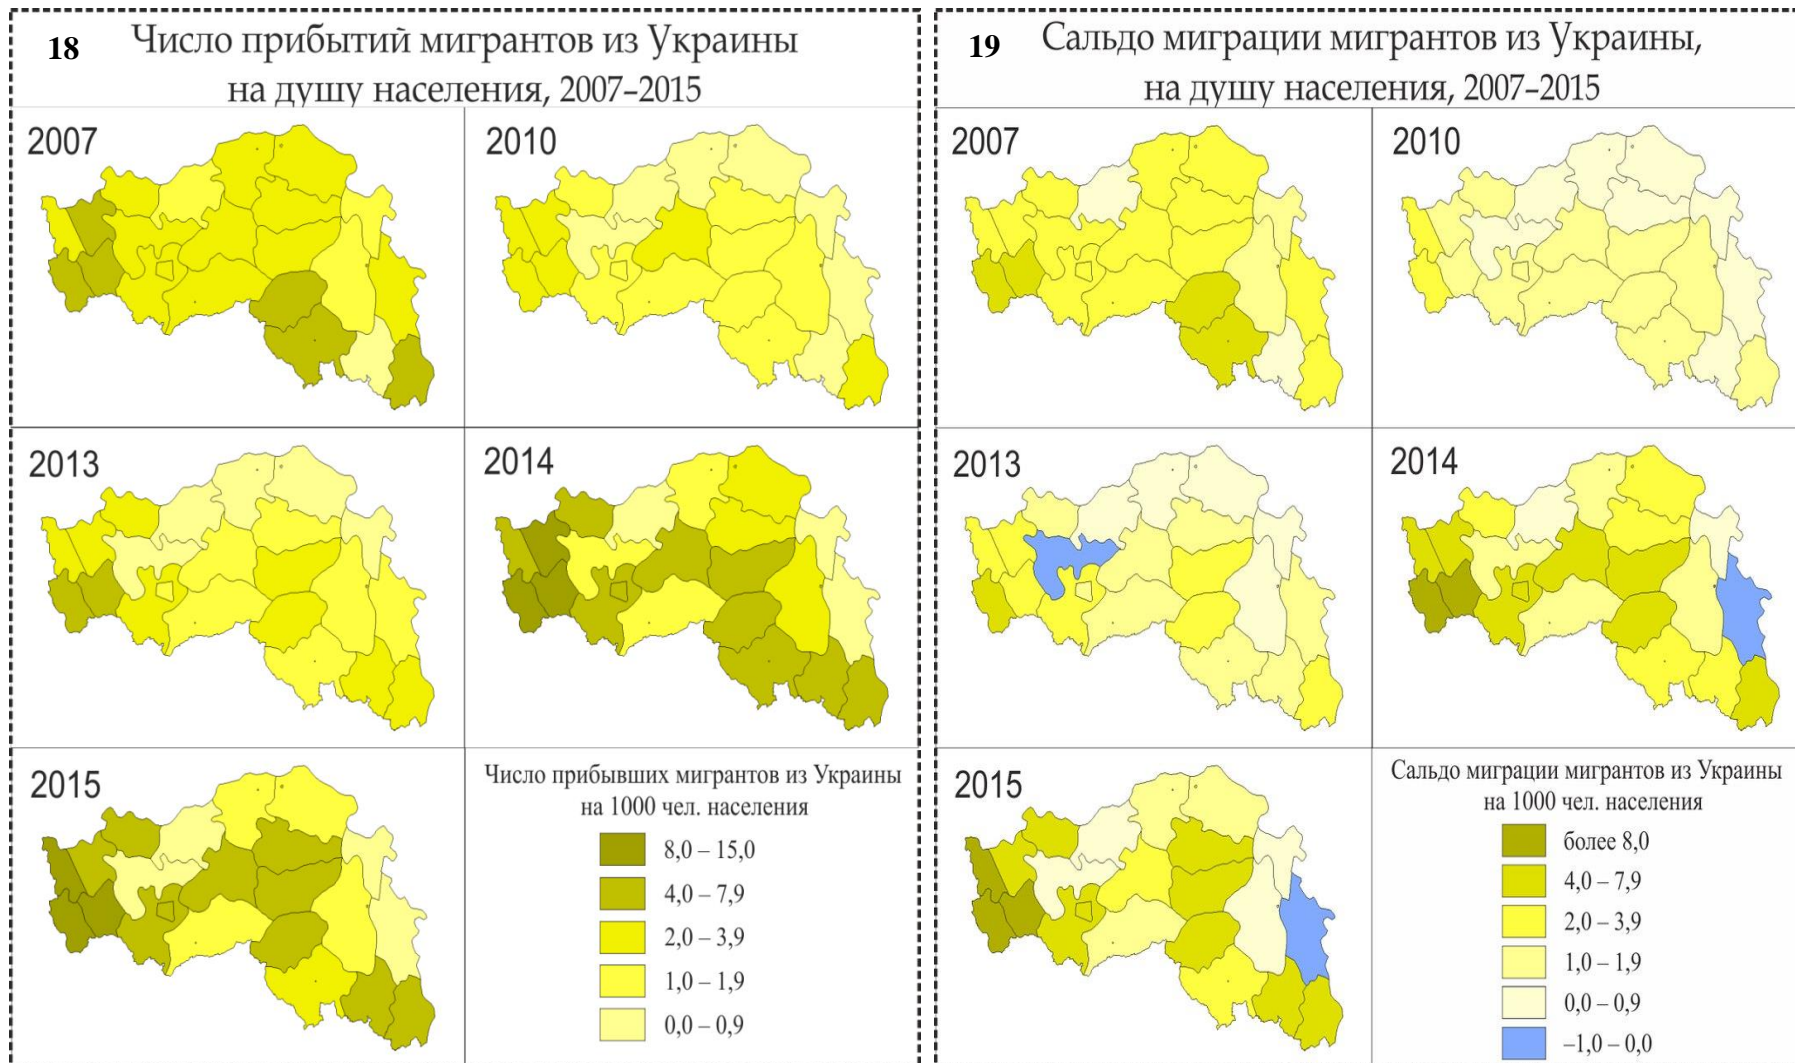 18
Число прибытий мигрантов из Украины
на душу населения, 2007–2015
2007
2010
2013
2014
2015
Число прибывших мигрантов из Украины
на 1000 чел. населения
8,0 – 15,0
4,0 – 7,9
2,0 – 3,9
1,0 – 1,9
0,0 – 0,9
19
Сальдо миграции мигрантов из Украины,
на душу населения, 2007–2015
2007
2010
2013
2014
2015
Сальдо миграции мигрантов из Украины
на 1000 чел. населения
более 8,0
4,0 – 7,9
2,0 – 3,9
1,0 – 1,9
0,0 – 0,9
–1,0 – 0,0